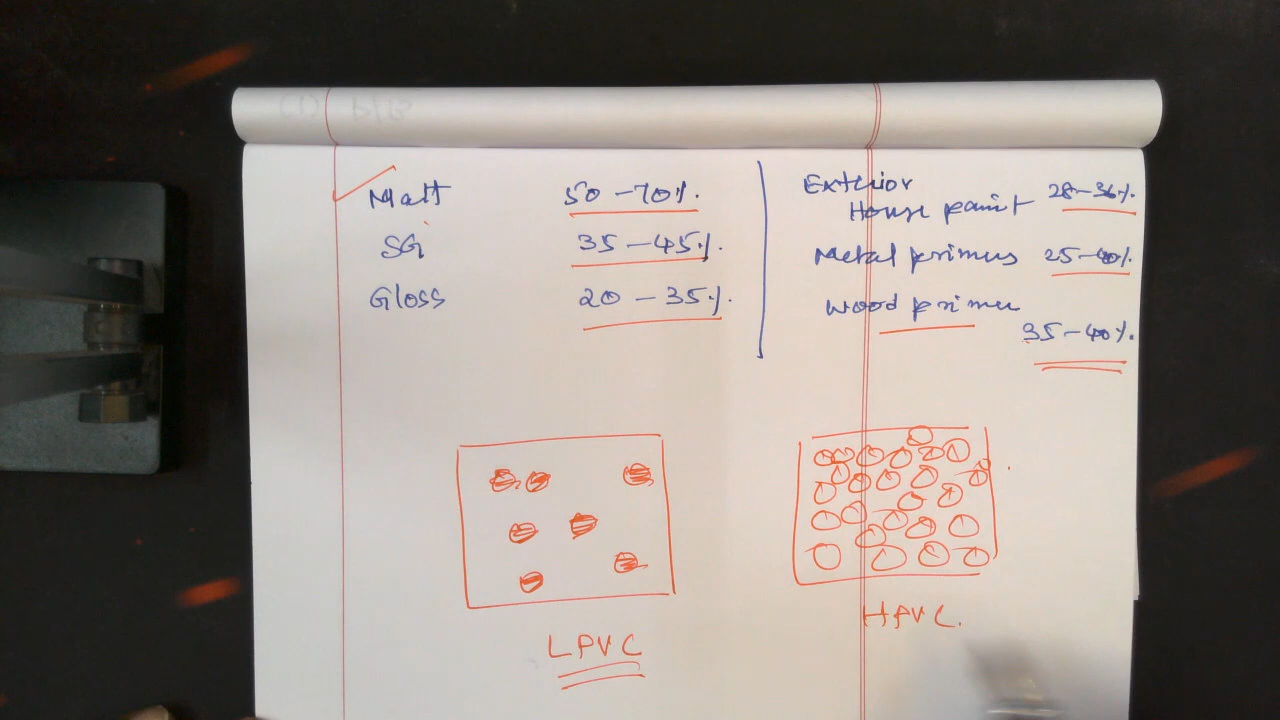 Matt 50-70%.
SG 35-45%.
Gloss 20-35%.
Exterior
House paint 28-36%.
Metal primers 25-40%.
Wood primer
35-40%.
LPVC
HPVC.